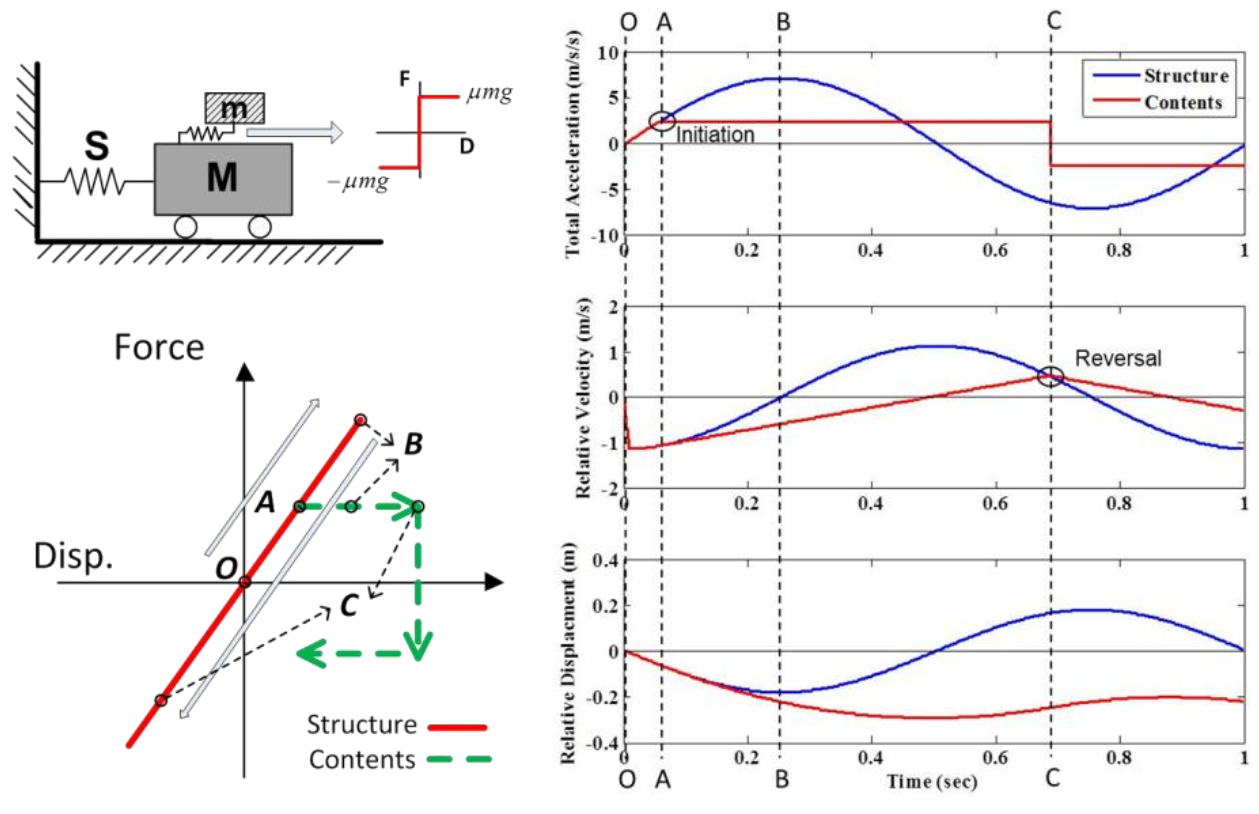 m
S
M
F
μmg
D
−μmg
Force
Disp.
A
O
B
C
Structure
Contents
O A B C
Total Acceleration (m/s/s)
10
5
0
-5
-10
Structure
Contents
Initiation
0 0.2 0.4 0.6 0.8 1
Relative Velocity (m/s)
2
1
0
-1
-2
Reversal
0 0.2 0.4 0.6 0.8 1
Relative Displacment (m)
0.4
0.2
0
-0.2
-0.4
0 0.2 0.4 0.6 0.8 1
O A B C
Time (sec)